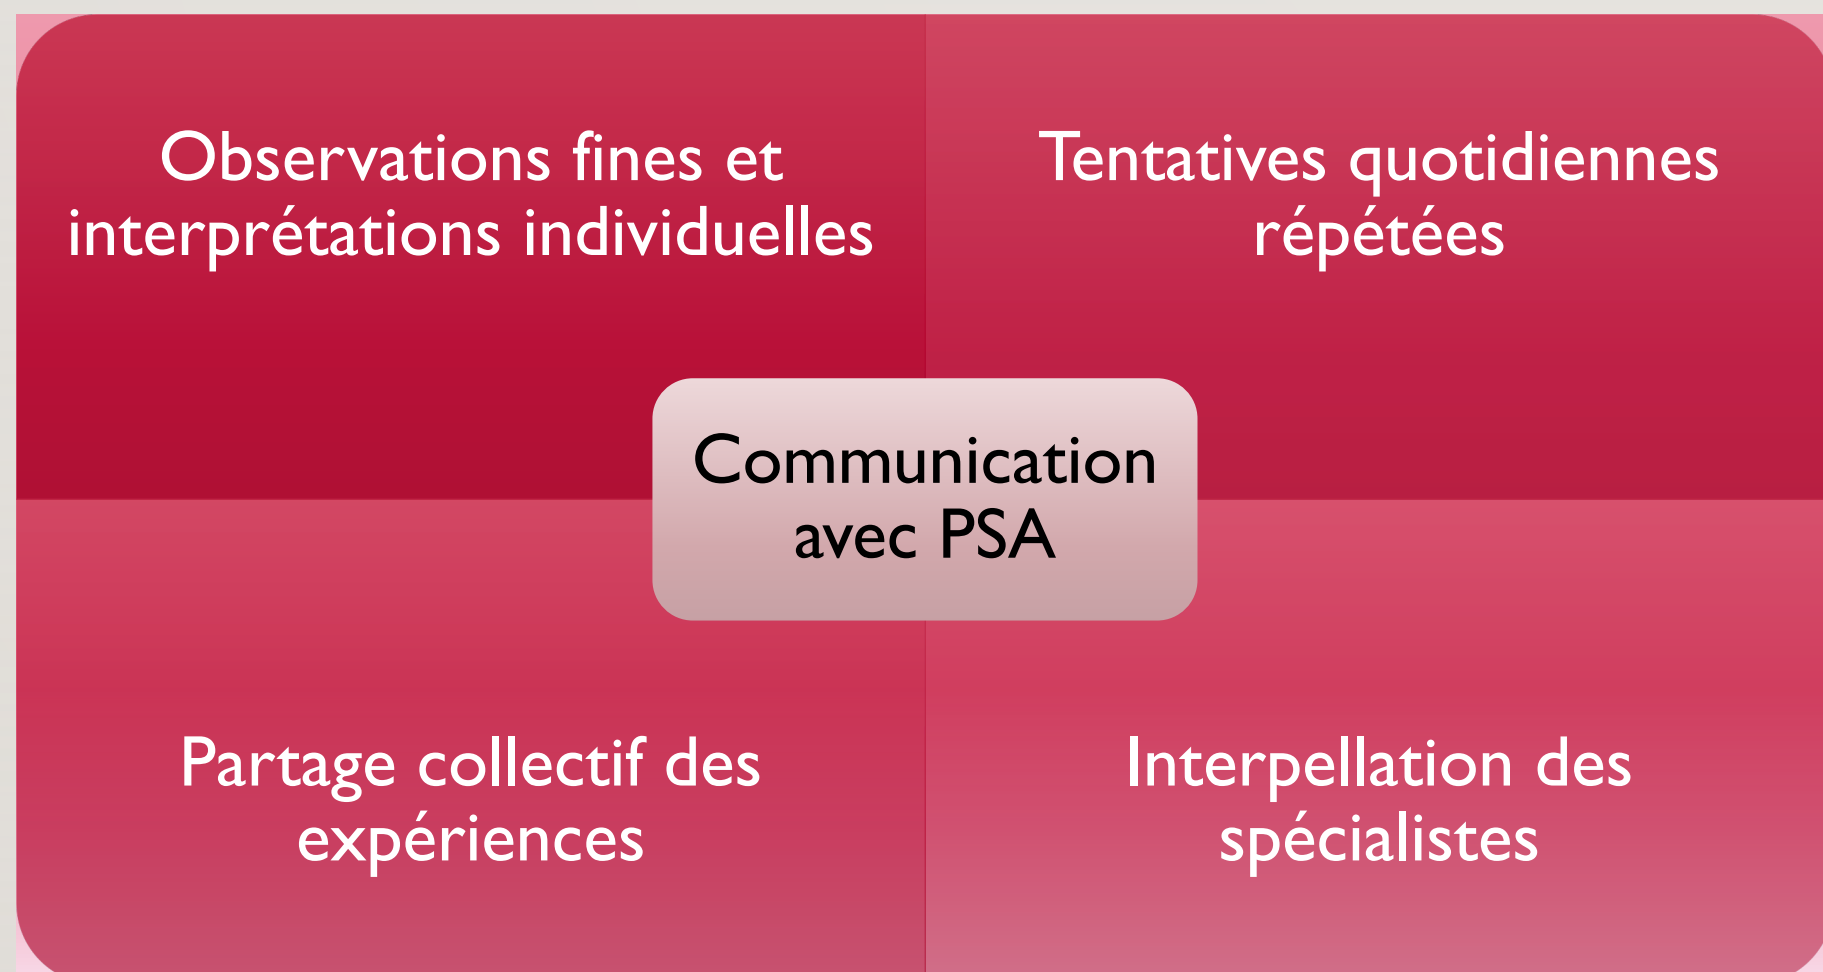 Observations fines et
interprétations individuelles
Tentatives quotidiennes
répétées
Communication
avec PSA
Partage collectif des
expériences
Interpellation des
spécialistes